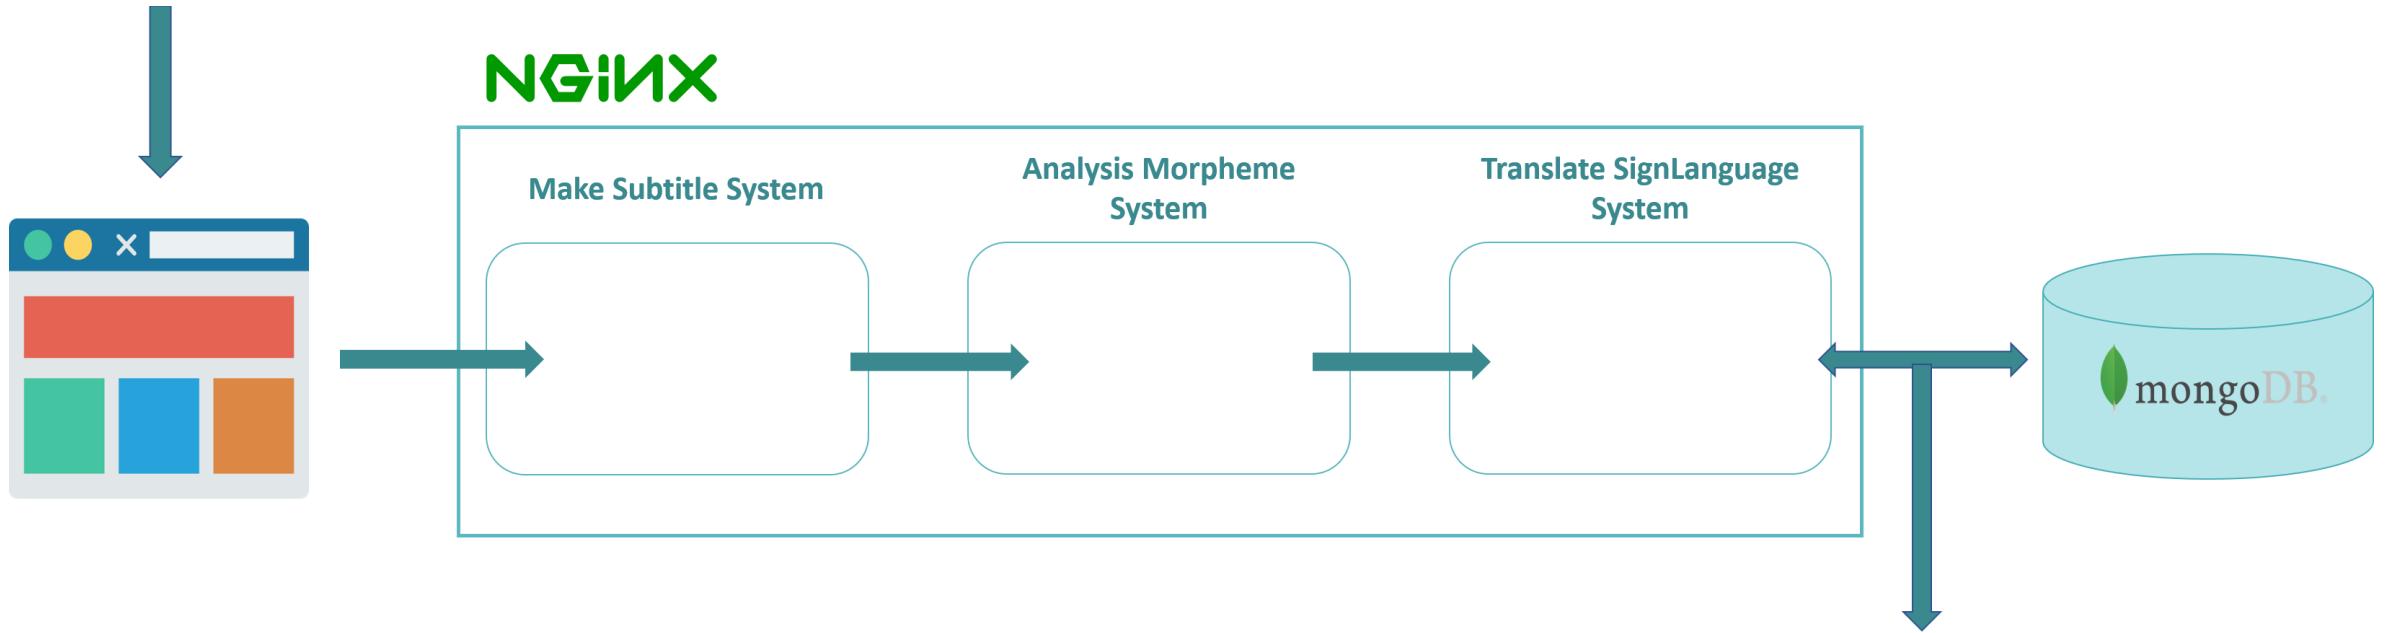 NGINX
Make Subtitle System
Analysis Morpheme
System
Translate SignLanguage
System
mongoDB.